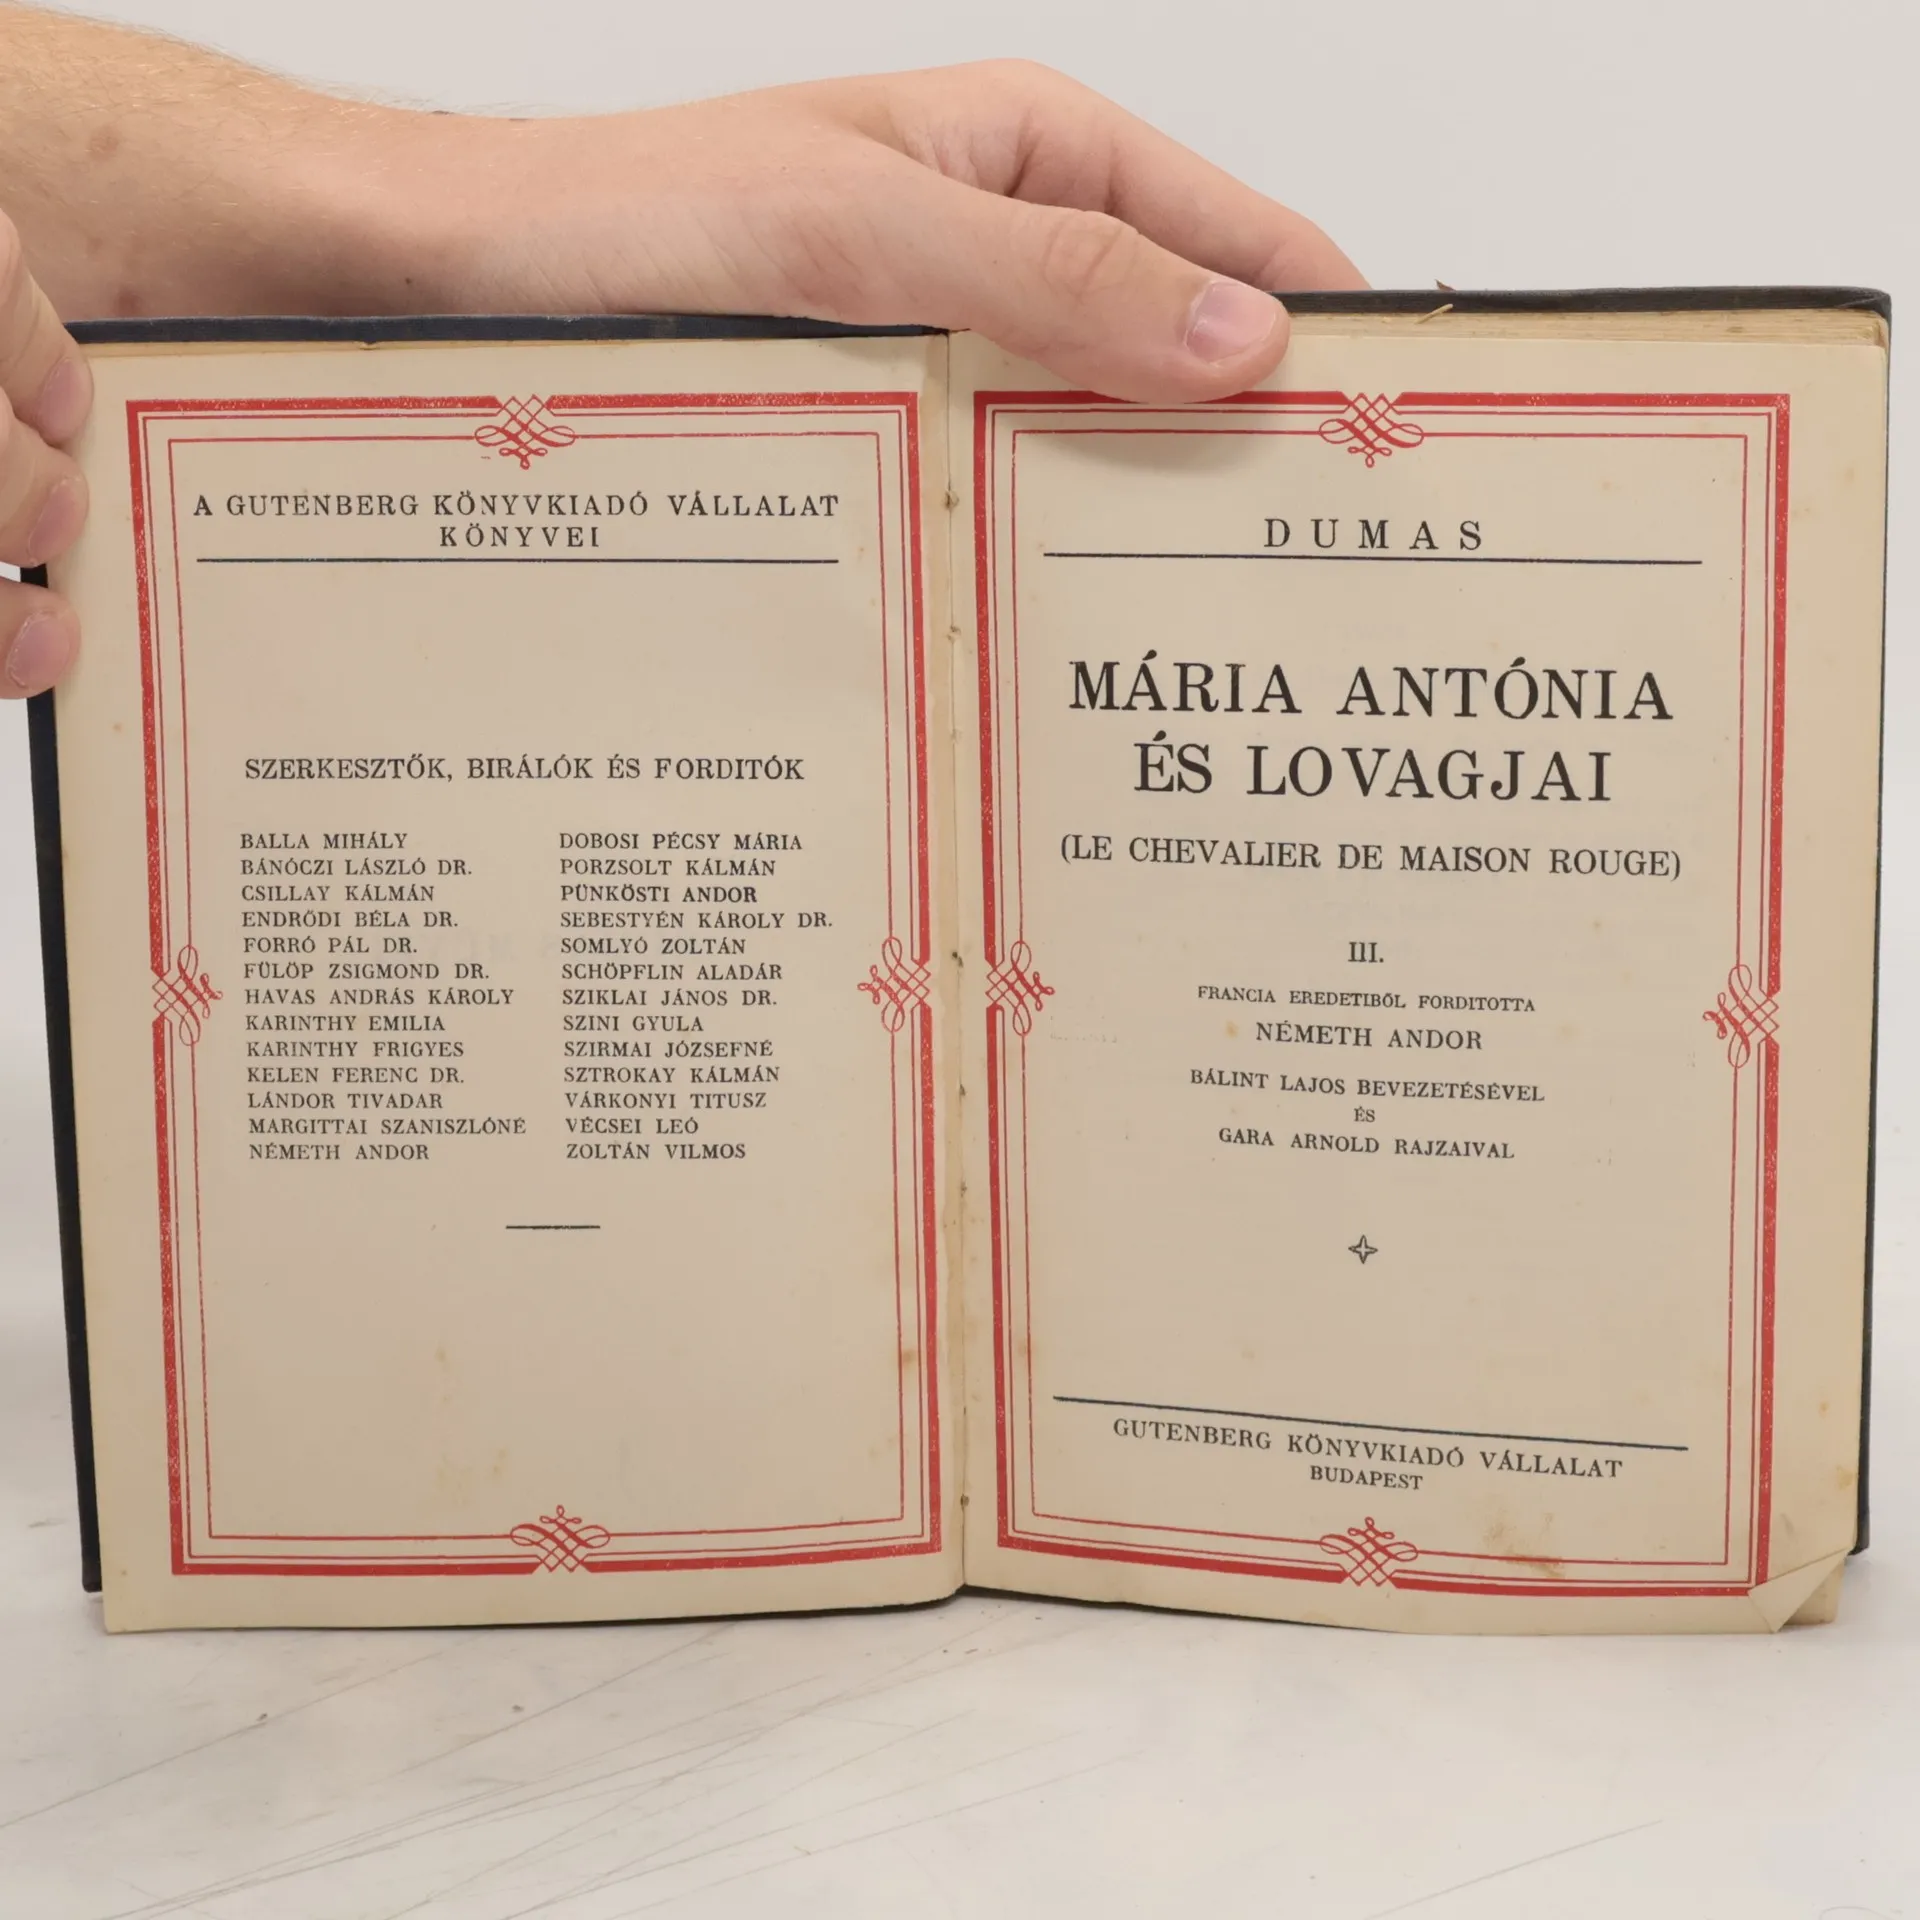 A GUTENBERG KÖNYVKIADÓ VÁLLALAT
KÖNYVEI
SZERKESZTŐK, BIRÁLÓK ÉS FORDITÓK
BALLA MIHÁLY
BÁNÓCZI LÁSZLÓ DR.
CSILLAY KÁLMÁN
ENDRŐDI BÉLA DR.
FORRÓ PÁL DR.
FÜLÖP ZSIGMOND DR.
HAVAS ANDRÁS KÁROLY
KARINTHY EMILIA
KARINTHY FRIGYES
KELEN FERENC DR.
LÁNDOR TIVADAR
MARGITTAI SZANISZLÓNÉ
NÉMETH ANDOR
DOBOSI PÉCSY MÁRIA
PORZSOLT KÁLMÁN
PÜNKÖSTI ANDOR
SEBESTYÉN KÁROLY DR.
SOMLYÓ ZOLTÁN
SCHÖPFLIN ALADÁR
SZIKLAI JÁNOS DR.
SZINI GYULA
SZIRMAI JÓZSEFNÉ
SZTROKAY KÁLMÁN
VÁRKONYI TITUSZ
VÉCSEI LEÓ
ZOLTÁN VILMOS
DUMAS
MÁRIA ANTÓNIA
ÉS LOVAGJAI
(LE CHEVALIER DE MAISON ROUGE)
III.
FRANCIA EREDETIBŐL FORDITOTTA
NÉMETH ANDOR
BÁLINT LAJOS BEVEZETÉSÉVEL
ÉS
GARA ARNOLD RAJZAIVAL
GUTENBERG KÖNYVKIADÓ VÁLLALAT
BUDAPEST